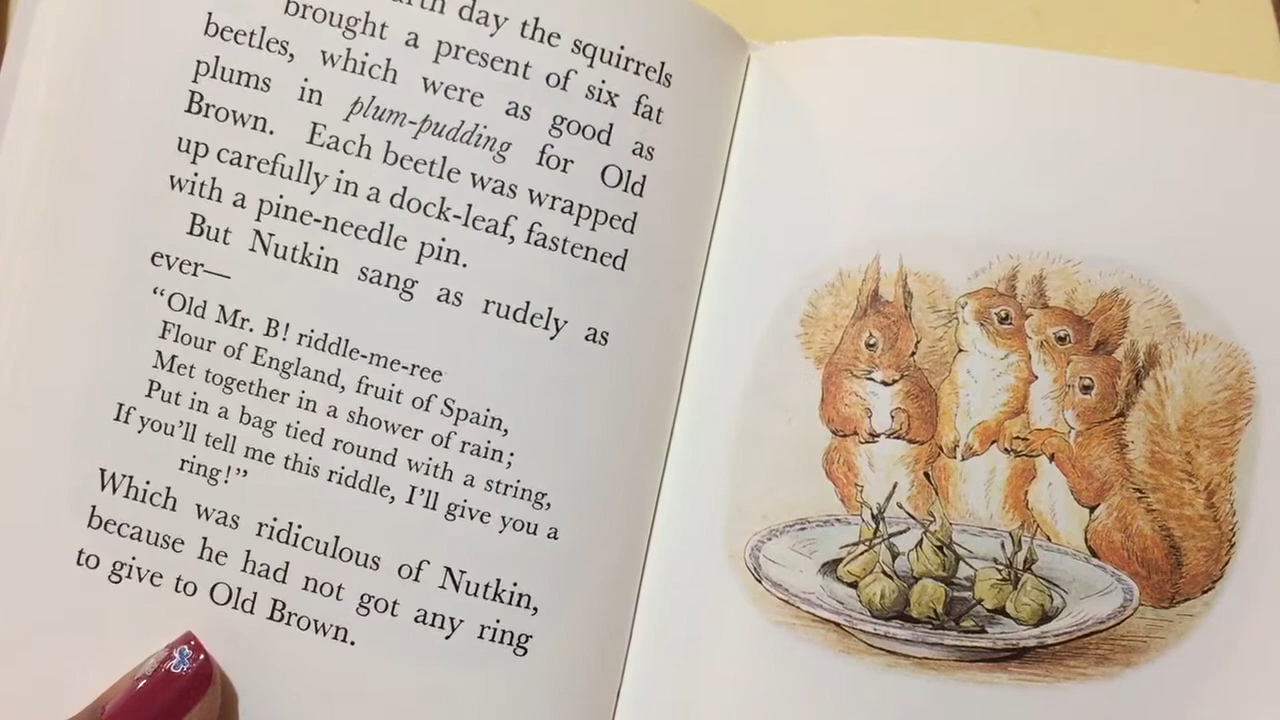 day the squirrels
brought a present of six fat
beetles, which were as good as
plums in plum-pudding for Old
Brown. Each beetle was wrapped
up carefully in a dock-leaf, fastened
with a pine-needle pin.
But Nutkin sang as rudely as
ever—
“Old Mr. B! riddle-me-ree
Flour of England, fruit of Spain,
Met together in a shower of rain;
Put in a bag tied round with a string,
If you’ll tell me this riddle, I’ll give you a
ring!”
Which was ridiculous of Nutkin,
because he had not got any ring
to give to Old Brown.